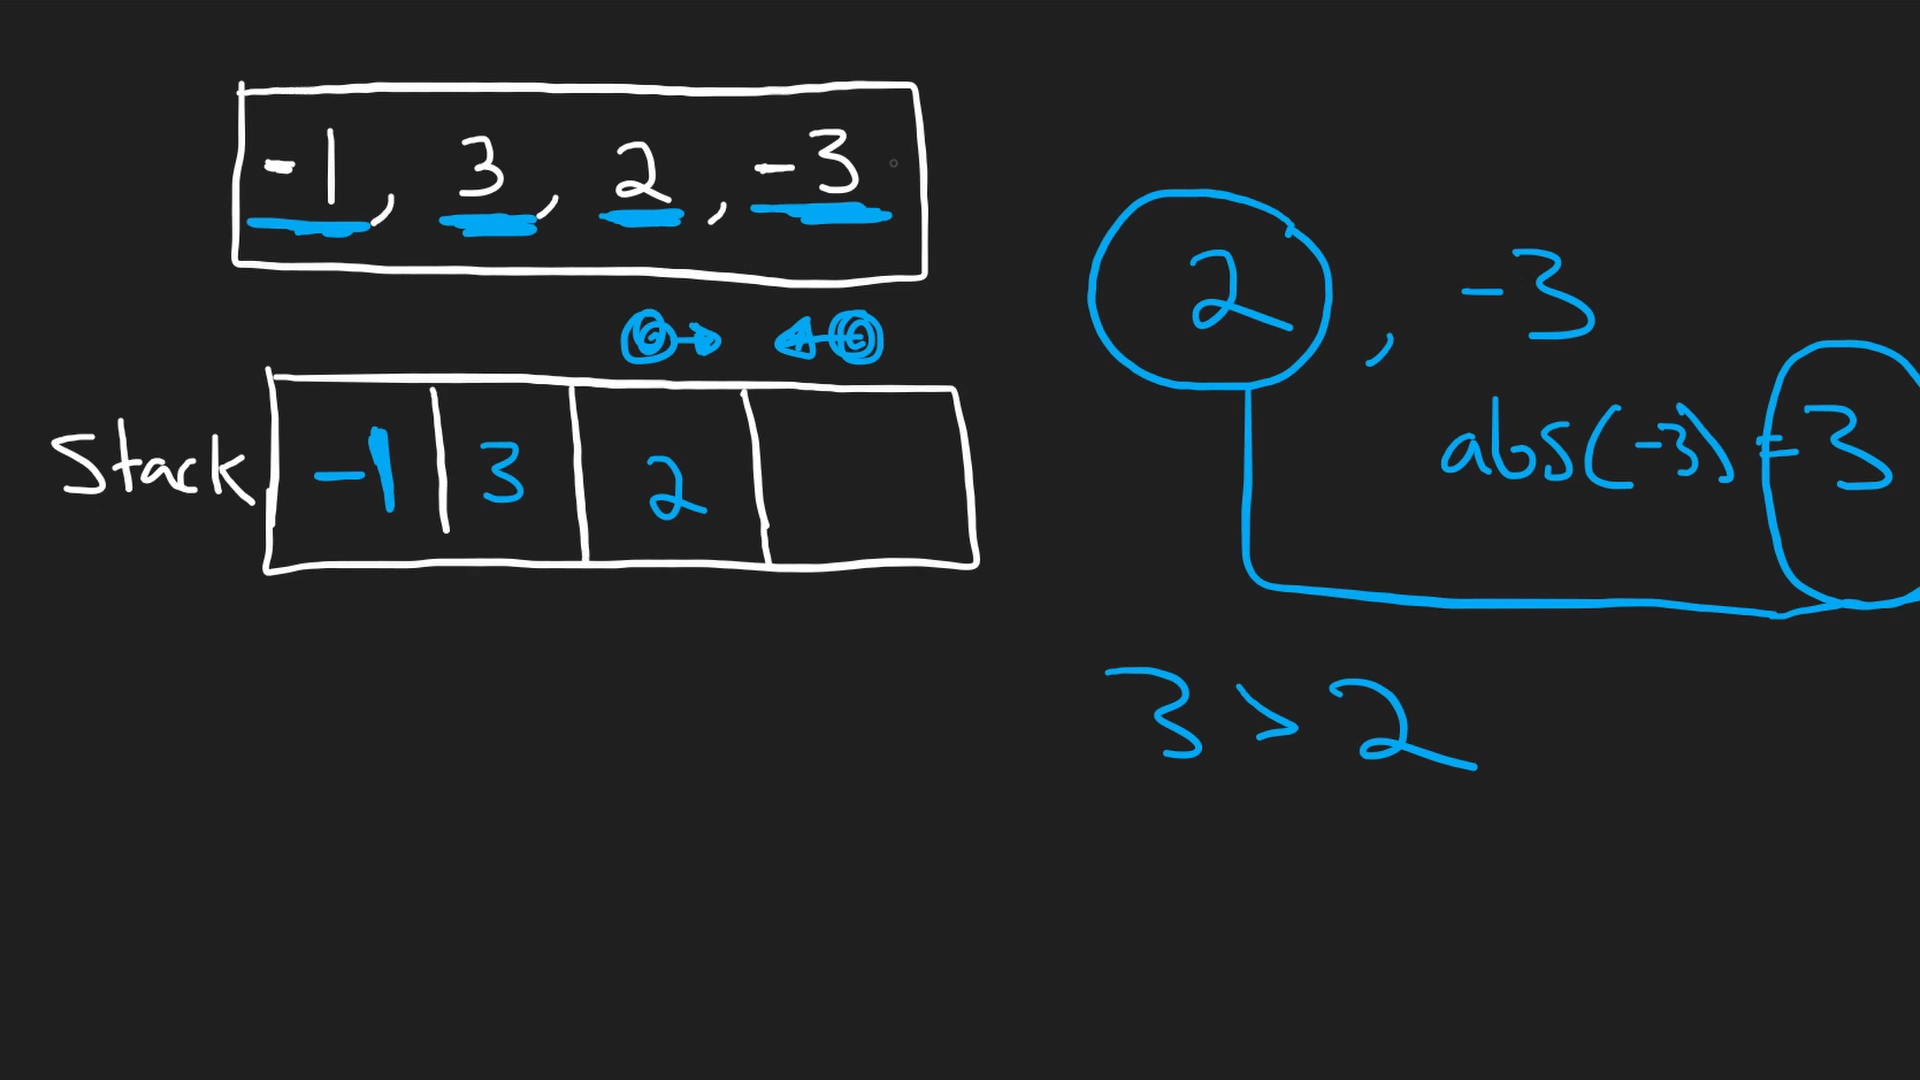 -1, 3, 2, -3
2, -3
Stack -1 3 2
abs(-3) = 3
3 > 2